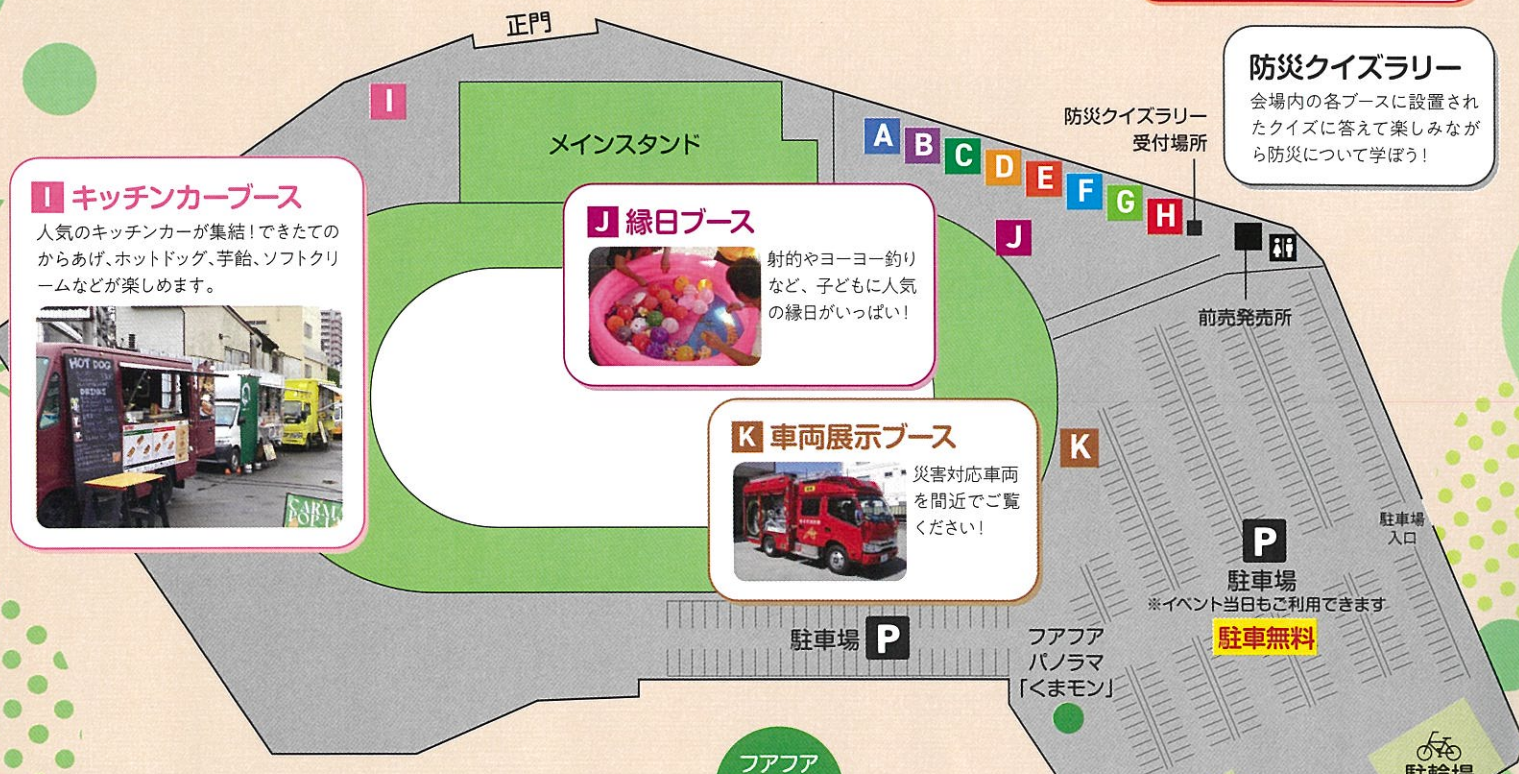 正門
I
メインスタンド
A
B
C
D
E
F
G
H
J
防災クイズラリー
受付場所
防災クイズラリー
会場内の各ブースに設置され
たクイズに答えて楽しみなが
ら防災について学ぼう!
前売発売所
I キッチンカーブース
人気のキッチンカーが集結!できたての
からあげ、ホットドッグ、芋飴、ソフトクリ
ームなどが楽しめます。
HOT DOG
DRINKS
J 縁日ブース
射的やヨーヨー釣り
など、子どもに人気
の縁日がいっぱい!
K 車両展示ブース
災害対応車両
を間近でご覧
ください!
K
駐車場
入口
P
駐車場
※イベント当日もご利用できます
駐車無料
駐車場 P
フアフア
パノラマ
「くまモン」
フアフア
駐輪場